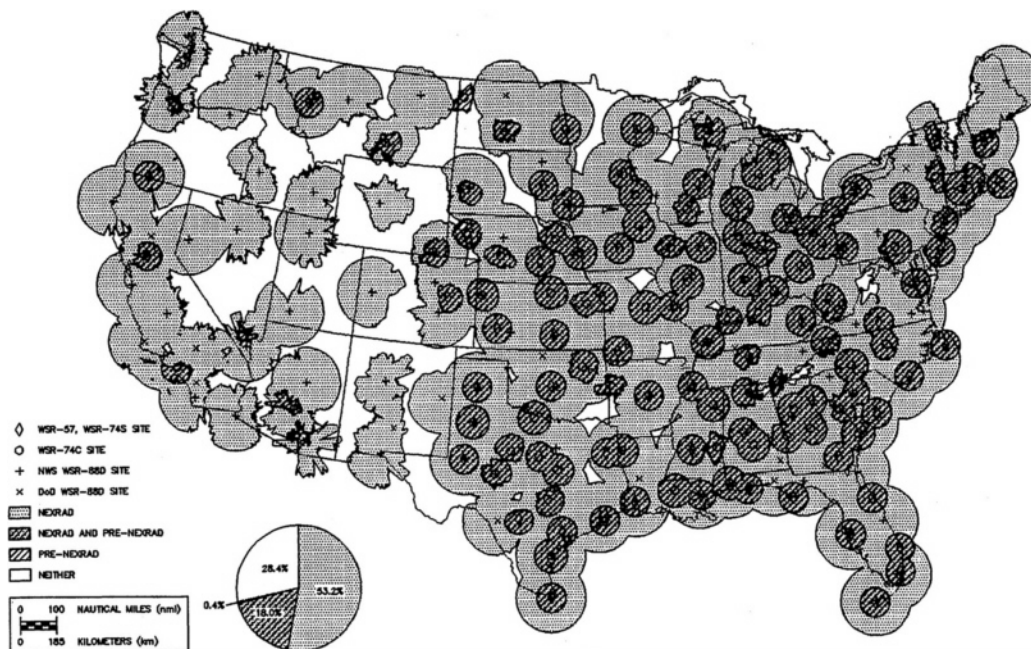 WSR-57, WSR-74S SITE
WSR-74C SITE
NWS WSR-88D SITE
DoD WSR-88D SITE
NEXRAD
NEXRAD AND PRE-NEXRAD
PRE-NEXRAD
NEITHER
28.4%
53.2%
0.4%
18.0%
0 100 NAUTICAL MILES (nmi)
0 185 KILOMETERS (km)